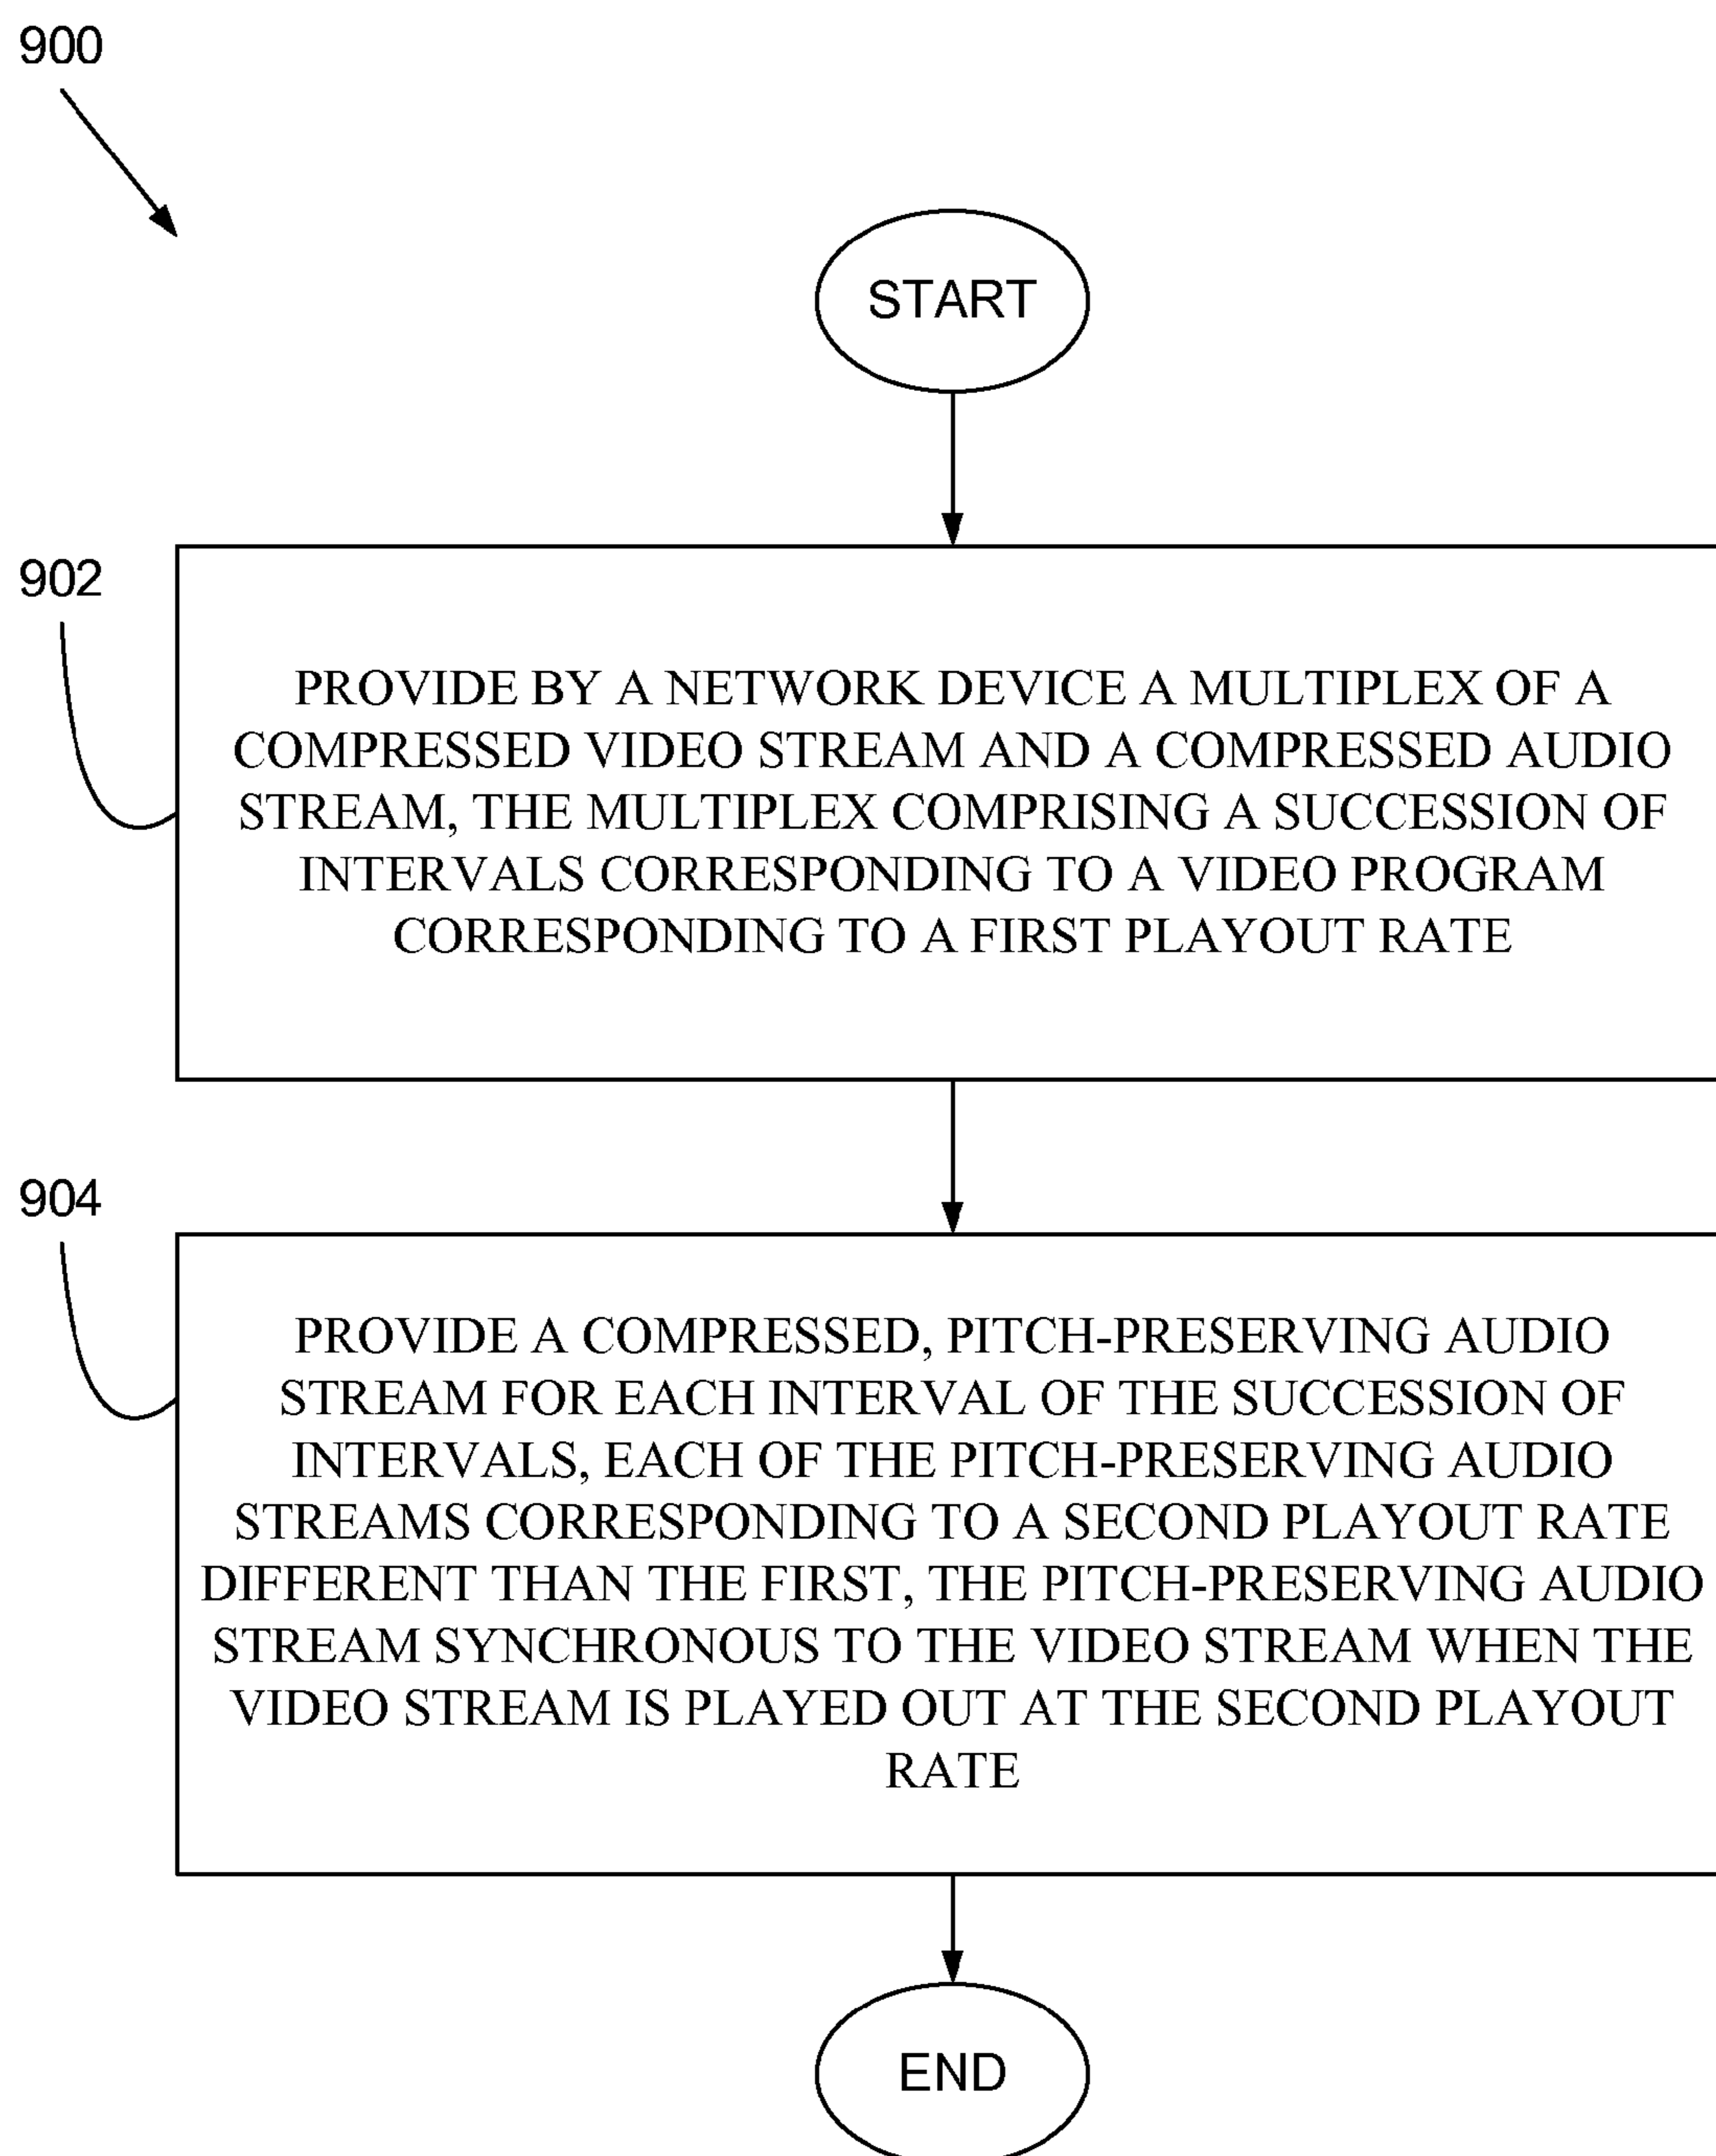 900
START
902
PROVIDE BY A NETWORK DEVICE A MULTIPLEX OF A
COMPRESSED VIDEO STREAM AND A COMPRESSED AUDIO
STREAM, THE MULTIPLEX COMPRISING A SUCCESSION OF
INTERVALS CORRESPONDING TO A VIDEO PROGRAM
CORRESPONDING TO A FIRST PLAYOUT RATE
904
PROVIDE A COMPRESSED, PITCH-PRESERVING AUDIO
STREAM FOR EACH INTERVAL OF THE SUCCESSION OF
INTERVALS, EACH OF THE PITCH-PRESERVING AUDIO
STREAMS CORRESPONDING TO A SECOND PLAYOUT RATE
DIFFERENT THAN THE FIRST, THE PITCH-PRESERVING AUDIO
STREAM SYNCHRONOUS TO THE VIDEO STREAM WHEN THE
VIDEO STREAM IS PLAYED OUT AT THE SECOND PLAYOUT
RATE
END